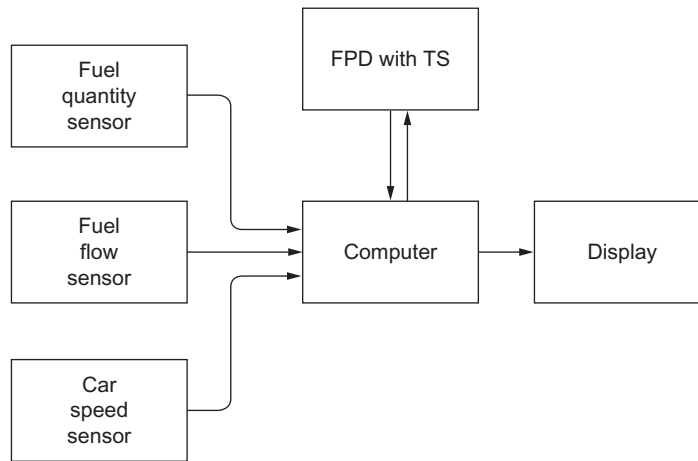 Fuel
quantity
sensor
FPD with TS
Fuel
flow
sensor
Computer
Display
Car
speed
sensor